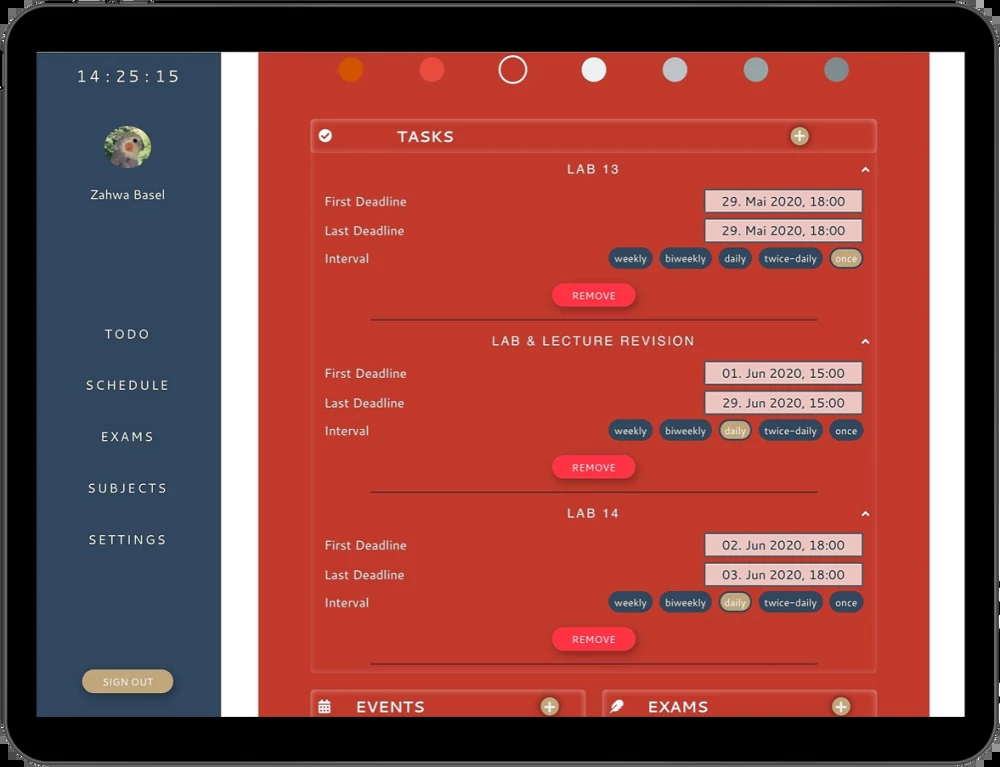 14:25:15
Zahwa Basel
TODO
SCHEDULE
EXAMS
SUBJECTS
SETTINGS
SIGN OUT
TASKS
LAB 13
First Deadline 29. Mai 2020, 18:00
Last Deadline 29. Mai 2020, 18:00
Interval weekly biweekly daily twice-daily once
REMOVE
LAB & LECTURE REVISION
First Deadline 01. Jun 2020, 15:00
Last Deadline 29. Jun 2020, 15:00
Interval weekly biweekly daily twice-daily once
REMOVE
LAB 14
First Deadline 02. Jun 2020, 18:00
Last Deadline 03. Jun 2020, 18:00
Interval weekly biweekly daily twice-daily once
REMOVE
EVENTS
EXAMS